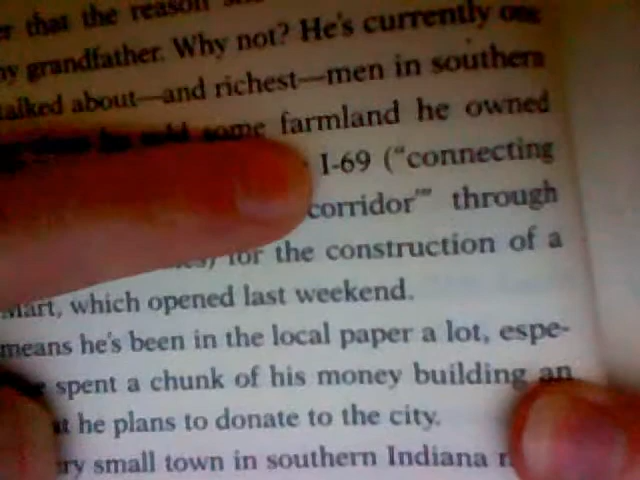 that the reason
grandfather. Why not? He's currently one
talked about—and richest—men in southern
some farmland he owned
I-69 ("connecting
corridor'" through
for the construction of a
Mart, which opened last weekend.
means he's been in the local paper a lot, espe-
spent a chunk of his money building an
he plans to donate to the city.
small town in southern Indiana